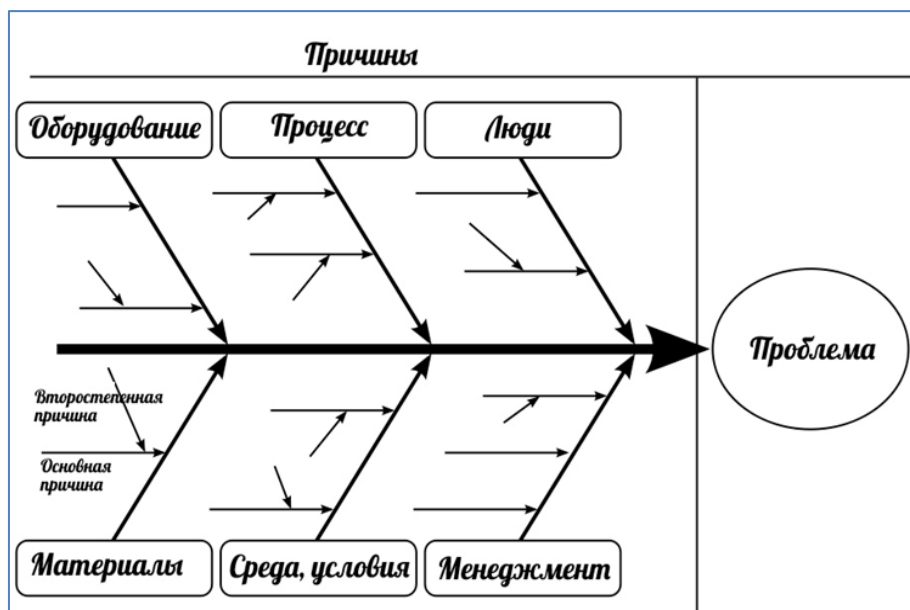 Причины
Оборудование
Процесс
Люди
Проблема
Второстепенная
причина
Основная
причина
Материалы
Среда, условия
Менеджмент